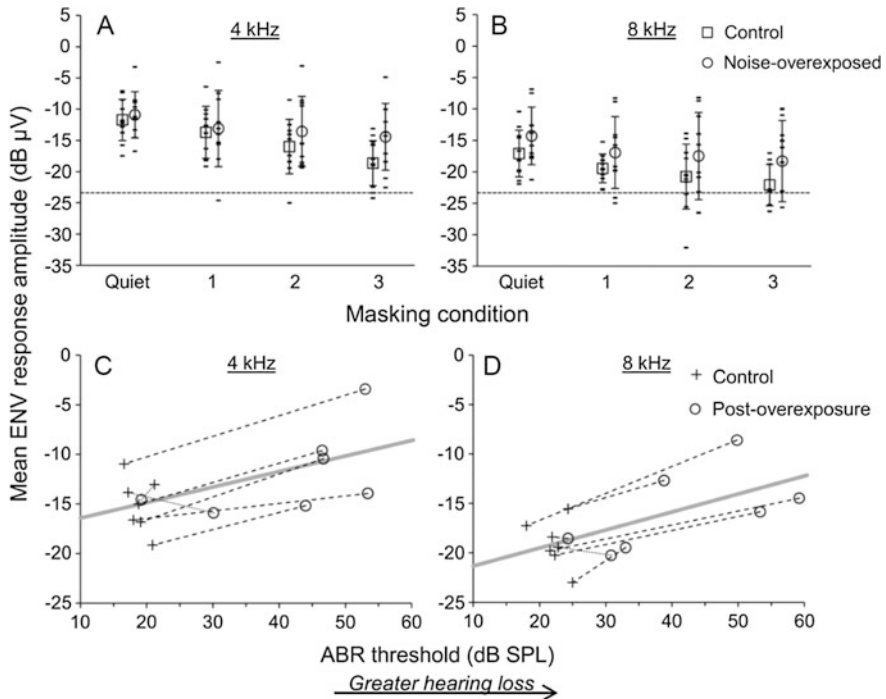 Mean ENV response amplitude (dB µV)
A
4 kHz
Control
Noise-overexposed
5
0
-5
-10
-15
-20
-25
-30
-35
Quiet
1
2
3
B
8 kHz
Control
Noise-overexposed
5
0
-5
-10
-15
-20
-25
-30
-35
Quiet
1
2
3
Masking condition
C
4 kHz
0
-5
-10
-15
-20
-25
10
20
30
40
50
60
D
8 kHz
Control
Post-overexposure
0
-5
-10
-15
-20
-25
10
20
30
40
50
60
ABR threshold (dB SPL)
Greater hearing loss